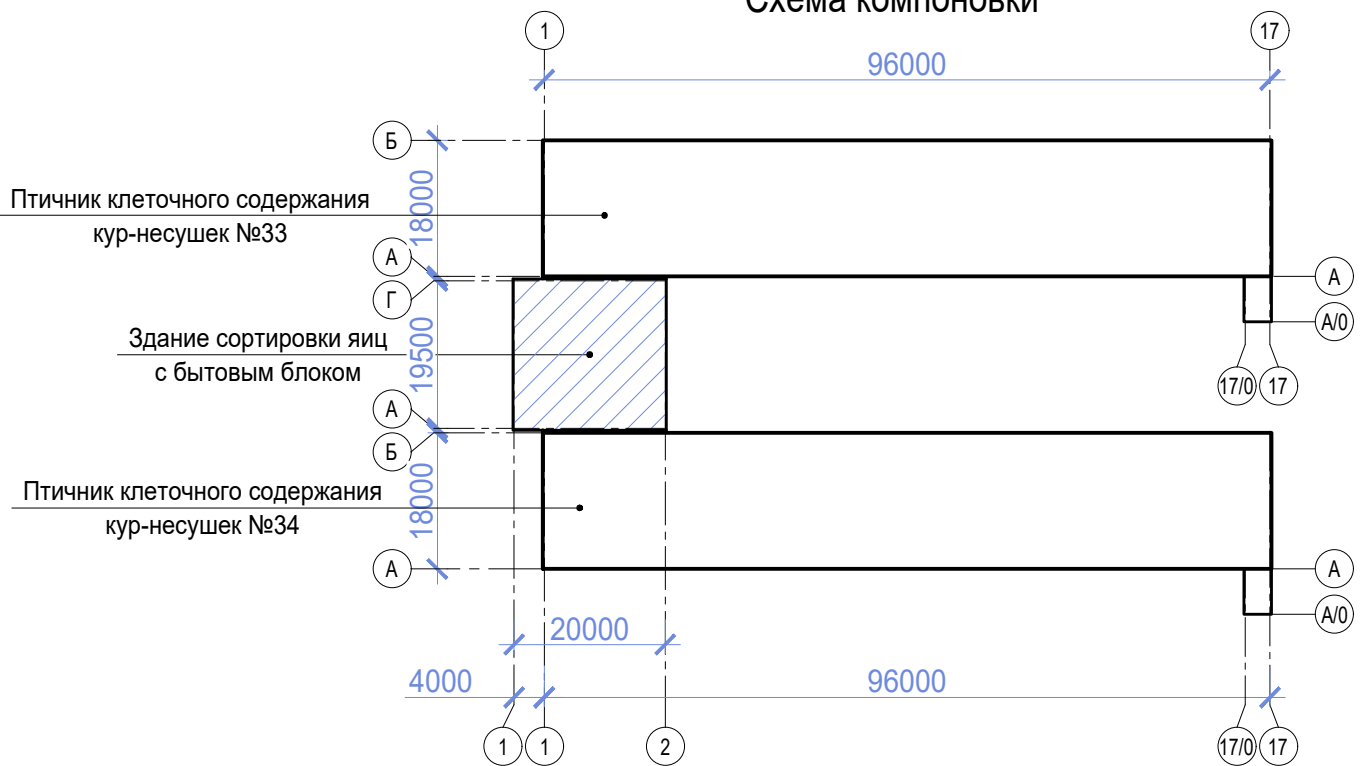 Схема компоновки
1
17
96000
Б
18000
Птичник клеточного содержания
кур-несушек №33
А
Г
А
А/0
19500
Здание сортировки яиц
с бытовым блоком
17/0
17
А
Б
18000
Птичник клеточного содержания
кур-несушек №34
А
А
А/0
20000
4000
96000
1
1
2
17/0
17